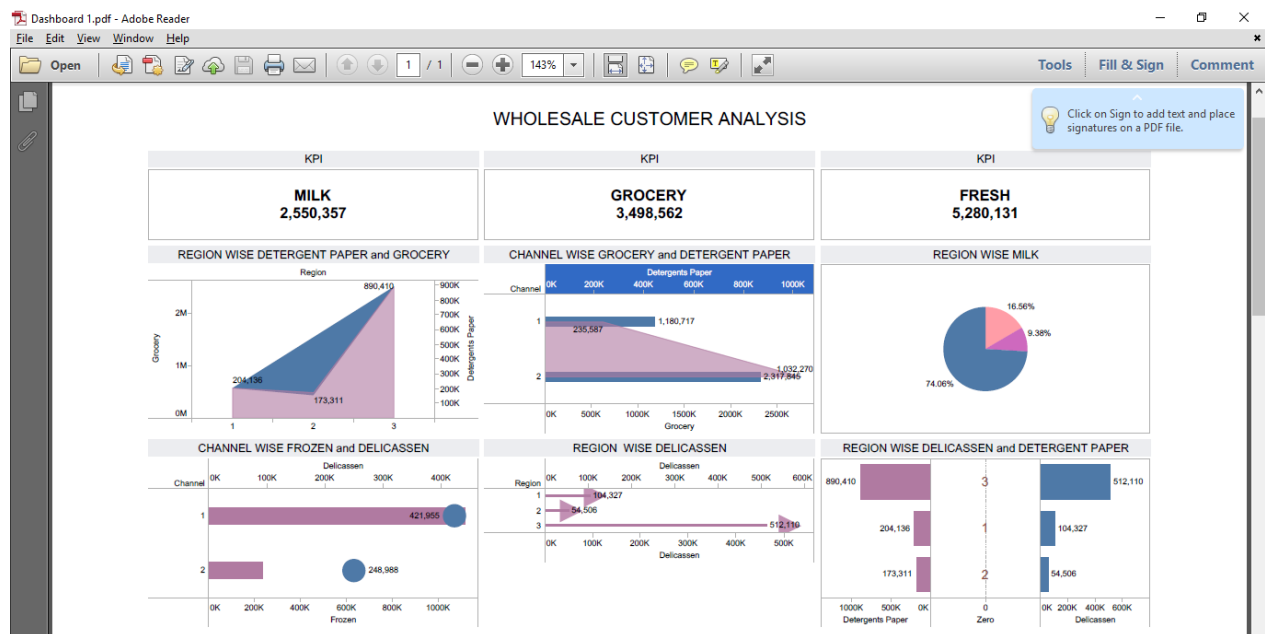 Dashboard 1.pdf - Adobe Reader
File Edit View Window Help
Open 1 / 1 143% Tools Fill & Sign Comment
Click on Sign to add text and place
signatures on a PDF file.
WHOLESALE CUSTOMER ANALYSIS
KPI
MILK
2,550,357
KPI
GROCERY
3,498,562
KPI
FRESH
5,280,131
REGION WISE DETERGENT PAPER and GROCERY
Region
890,410
900K
800K
2M
700K
600K
500K
400K
1M
300K
200K
100K
0M
Grocery
Detergents Paper
204,136
173,311
1 2 3
CHANNEL WISE GROCERY and DETERGENT PAPER
Detergents Paper
Channel 0K 200K 400K 600K 800K 1000K
1 1,180,717
235,587
1,032,270
2 2,317,845
0K 500K 1000K 1500K 2000K 2500K
Grocery
REGION WISE MILK
16.56%
9.38%
74.06%
CHANNEL WISE FROZEN and DELICASSEN
Delicassen
Channel 0K 100K 200K 300K 400K
1 421,955
2 248,988
0K 200K 400K 600K 800K 1000K
Frozen
REGION WISE DELICASSEN
Delicassen
Region 0K 100K 200K 300K 400K 500K 600K
1 104,327
2 54,506
3 512,110
0K 100K 200K 300K 400K 500K
Delicassen
REGION WISE DELICASSEN and DETERGENT PAPER
890,410 3 512,110
204,136 1 104,327
173,311 2 54,506
1000K 500K 0K 0 0K 200K 400K 600K
Detergents Paper Zero Delicassen